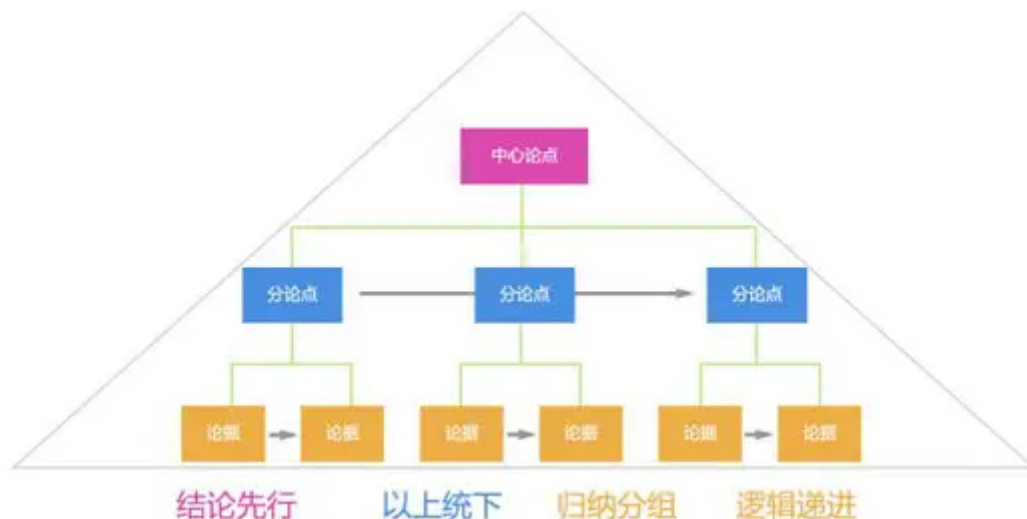 中心论点
分论点 分论点 分论点
论据 论据 论据 论据 论据 论据
结论先行 以上统下 归纳分组 逻辑递进